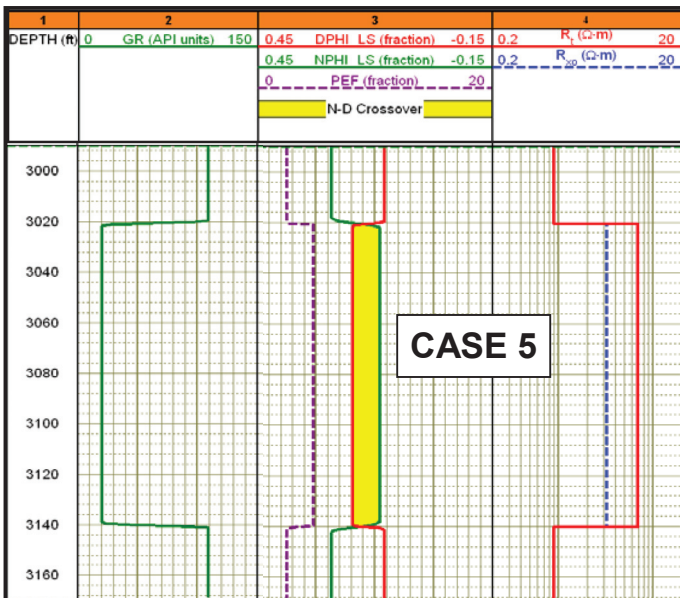 1 2 3 4
DEPTH (ft) 0 GR (API units) 150 0.45 DPHI LS (fraction) -0.15 0.2 Rt (Ω·m) 20
0.45 NPHI LS (fraction) -0.15 0.2 Rxo (Ω·m) 20
0 PEF (fraction) 20
N-D Crossover
3000
3020
3040
3060
CASE 5
3080
3100
3120
3140
3160